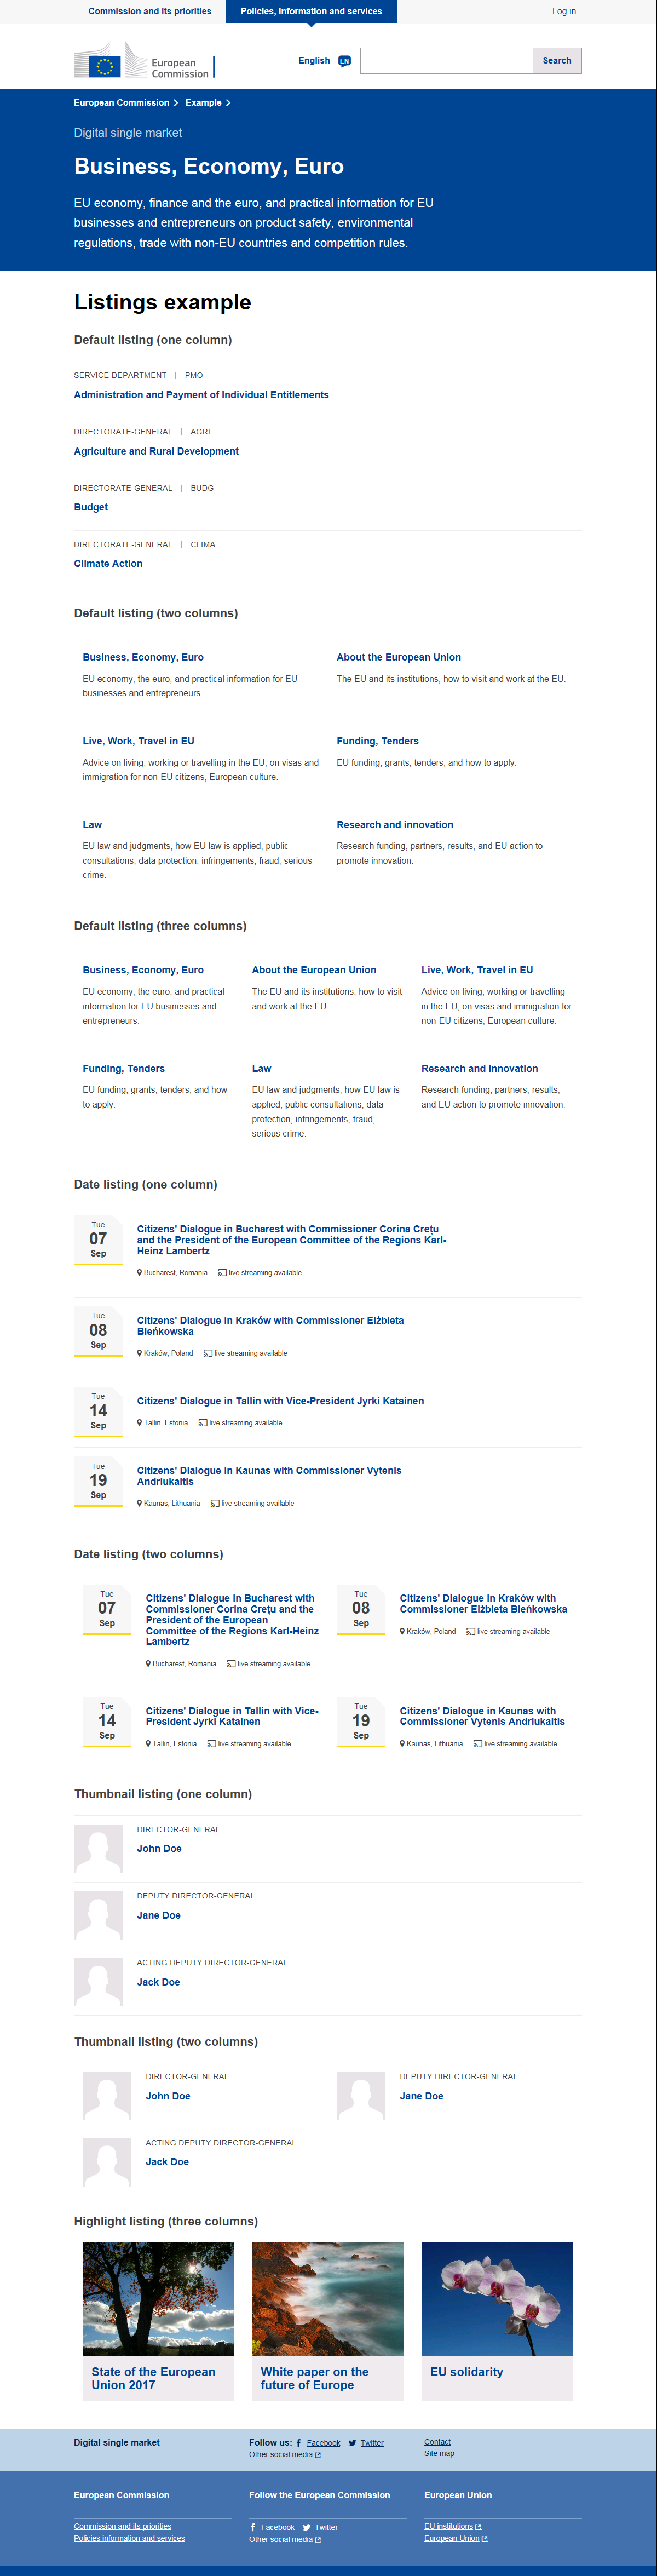 Commission and its priorities
Policies, information and services
Log in
European
Commission
English
EN
Search
European Commission
Example
Digital single market
Business, Economy, Euro
EU economy, finance and the euro, and practical information for EU
businesses and entrepreneurs on product safety, environmental
regulations, trade with non-EU countries and competition rules.
Listings example
Default listing (one column)
SERVICE DEPARTMENT | PMO
Administration and Payment of Individual Entitlements
DIRECTORATE-GENERAL | AGRI
Agriculture and Rural Development
DIRECTORATE-GENERAL | BUDG
Budget
DIRECTORATE-GENERAL | CLIMA
Climate Action
Default listing (two columns)
Business, Economy, Euro
EU economy, the euro, and practical information for EU
businesses and entrepreneurs.
About the European Union
The EU and its institutions, how to visit and work at the EU.
Live, Work, Travel in EU
Advice on living, working or travelling in the EU, on visas and
immigration for non-EU citizens, European culture.
Funding, Tenders
EU funding, grants, tenders, and how to apply.
Law
EU law and judgments, how EU law is applied, public
consultations, data protection, infringements, fraud, serious
crime.
Research and innovation
Research funding, partners, results, and EU action to
promote innovation.
Default listing (three columns)
Business, Economy, Euro
EU economy, the euro, and practical
information for EU businesses and
entrepreneurs.
About the European Union
The EU and its institutions, how to visit
and work at the EU.
Live, Work, Travel in EU
Advice on living, working or travelling
in the EU, on visas and immigration for
non-EU citizens, European culture.
Funding, Tenders
EU funding, grants, tenders, and how
to apply.
Law
EU law and judgments, how EU law is
applied, public consultations, data
protection, infringements, fraud,
serious crime.
Research and innovation
Research funding, partners, results,
and EU action to promote innovation.
Date listing (one column)
Tue
07
Sep
Citizens' Dialogue in Bucharest with Commissioner Corina Crețu
and the President of the European Committee of the Regions Karl-
Heinz Lambertz
Bucharest, Romania live streaming available
Tue
08
Sep
Citizens' Dialogue in Kraków with Commissioner Elżbieta
Bieńkowska
Kraków, Poland live streaming available
Tue
14
Sep
Citizens' Dialogue in Tallin with Vice-President Jyrki Katainen
Tallin, Estonia live streaming available
Tue
19
Sep
Citizens' Dialogue in Kaunas with Commissioner Vytenis
Andriukaitis
Kaunas, Lithuania live streaming available
Date listing (two columns)
Tue
07
Sep
Citizens' Dialogue in Bucharest with
Commissioner Corina Crețu and the
President of the European
Committee of the Regions Karl-Heinz
Lambertz
Bucharest, Romania live streaming available
Tue
08
Sep
Citizens' Dialogue in Kraków with
Commissioner Elżbieta Bieńkowska
Kraków, Poland live streaming available
Tue
14
Sep
Citizens' Dialogue in Tallin with Vice-
President Jyrki Katainen
Tallin, Estonia live streaming available
Tue
19
Sep
Citizens' Dialogue in Kaunas with
Commissioner Vytenis Andriukaitis
Kaunas, Lithuania live streaming available
Thumbnail listing (one column)
DIRECTOR-GENERAL
John Doe
DEPUTY DIRECTOR-GENERAL
Jane Doe
ACTING DEPUTY DIRECTOR-GENERAL
Jack Doe
Thumbnail listing (two columns)
DIRECTOR-GENERAL
John Doe
DEPUTY DIRECTOR-GENERAL
Jane Doe
ACTING DEPUTY DIRECTOR-GENERAL
Jack Doe
Highlight listing (three columns)
State of the European
Union 2017
White paper on the
future of Europe
EU solidarity
Digital single market
Follow us: Facebook Twitter
Other social media
Contact
Site map
European Commission
Commission and its priorities
Policies information and services
Follow the European Commission
Facebook Twitter
Other social media
European Union
EU institutions
European Union